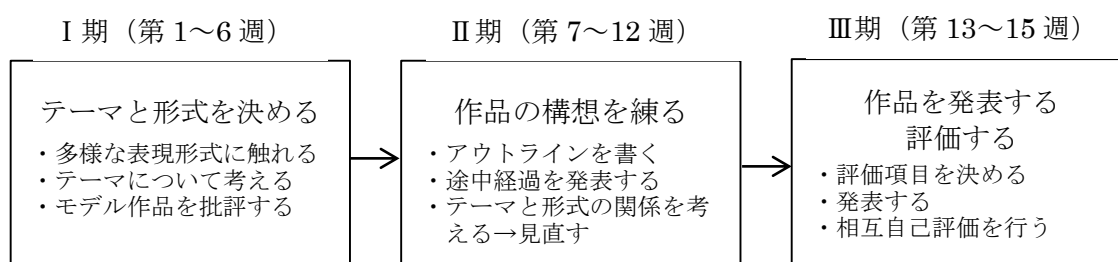 Ⅰ期（第 1～6 週）
テーマと形式を決める
・多様な表現形式に触れる
・テーマについて考える
・モデル作品を批評する
Ⅱ期（第 7～12 週）
作品の構想を練る
・アウトラインを書く
・途中経過を発表する
・テーマと形式の関係を考
える→見直す
Ⅲ期（第 13～15 週）
作品を発表する
評価する
・評価項目を決める
・発表する
・相互自己評価を行う